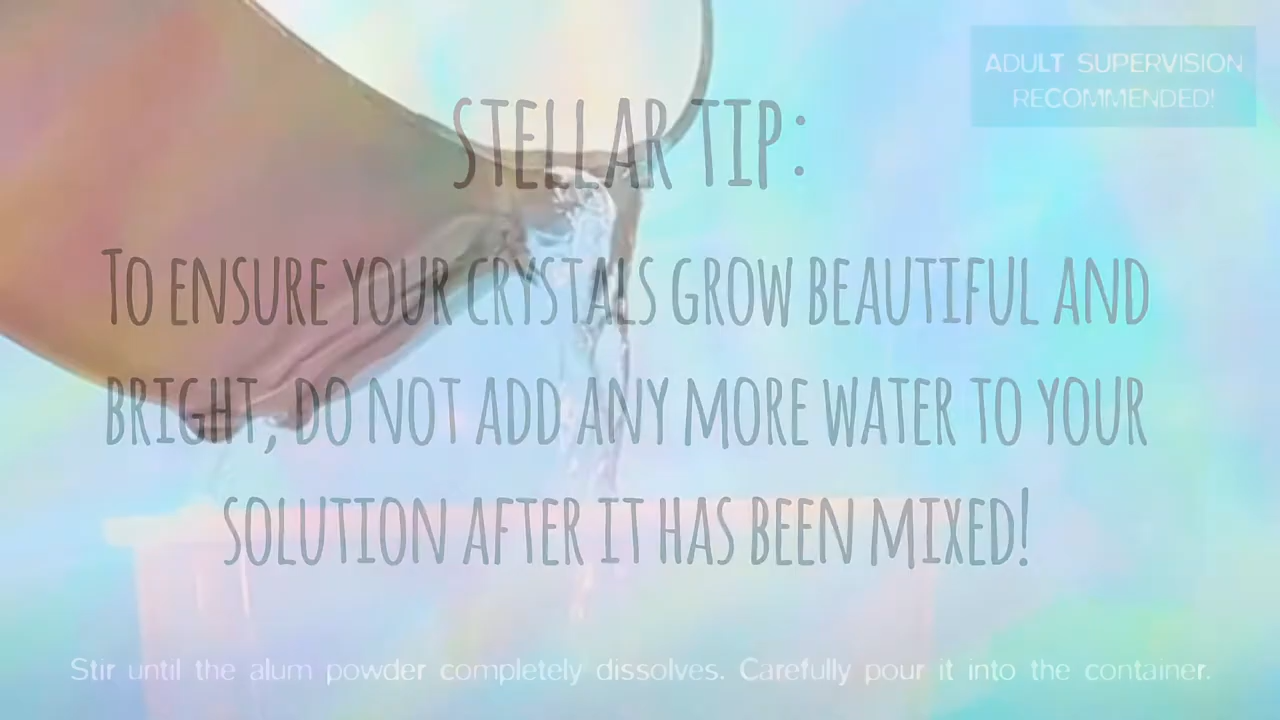 ADULT SUPERVISION
RECOMMENDED!
STELLAR TIP:
TO ENSURE YOUR CRYSTALS GROW BEAUTIFUL AND
BRIGHT, DO NOT ADD ANY MORE WATER TO YOUR
SOLUTION AFTER IT HAS BEEN MIXED!
Stir until the alum powder completely dissolves. Carefully pour it into the container.